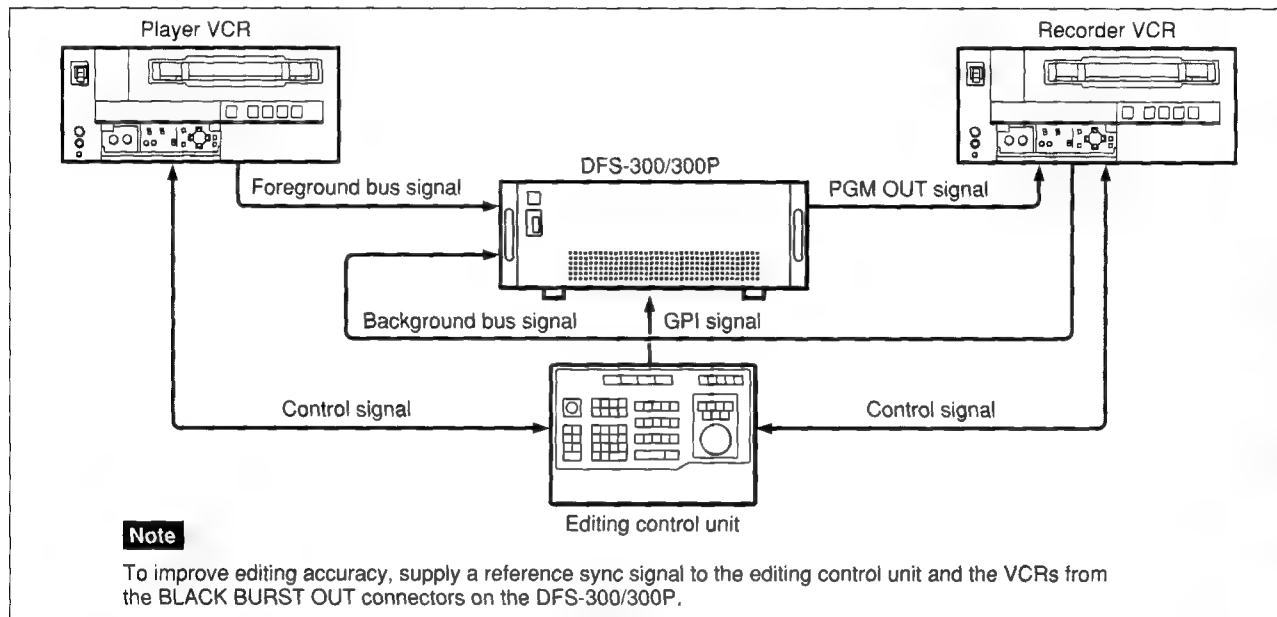 Player VCR
Recorder VCR
DFS-300/300P
Foreground bus signal
PGM OUT signal
Background bus signal
GPI signal
Control signal
Control signal
Editing control unit
Note
To improve editing accuracy, supply a reference sync signal to the editing control unit and the VCRs from
the BLACK BURST OUT connectors on the DFS-300/300P.